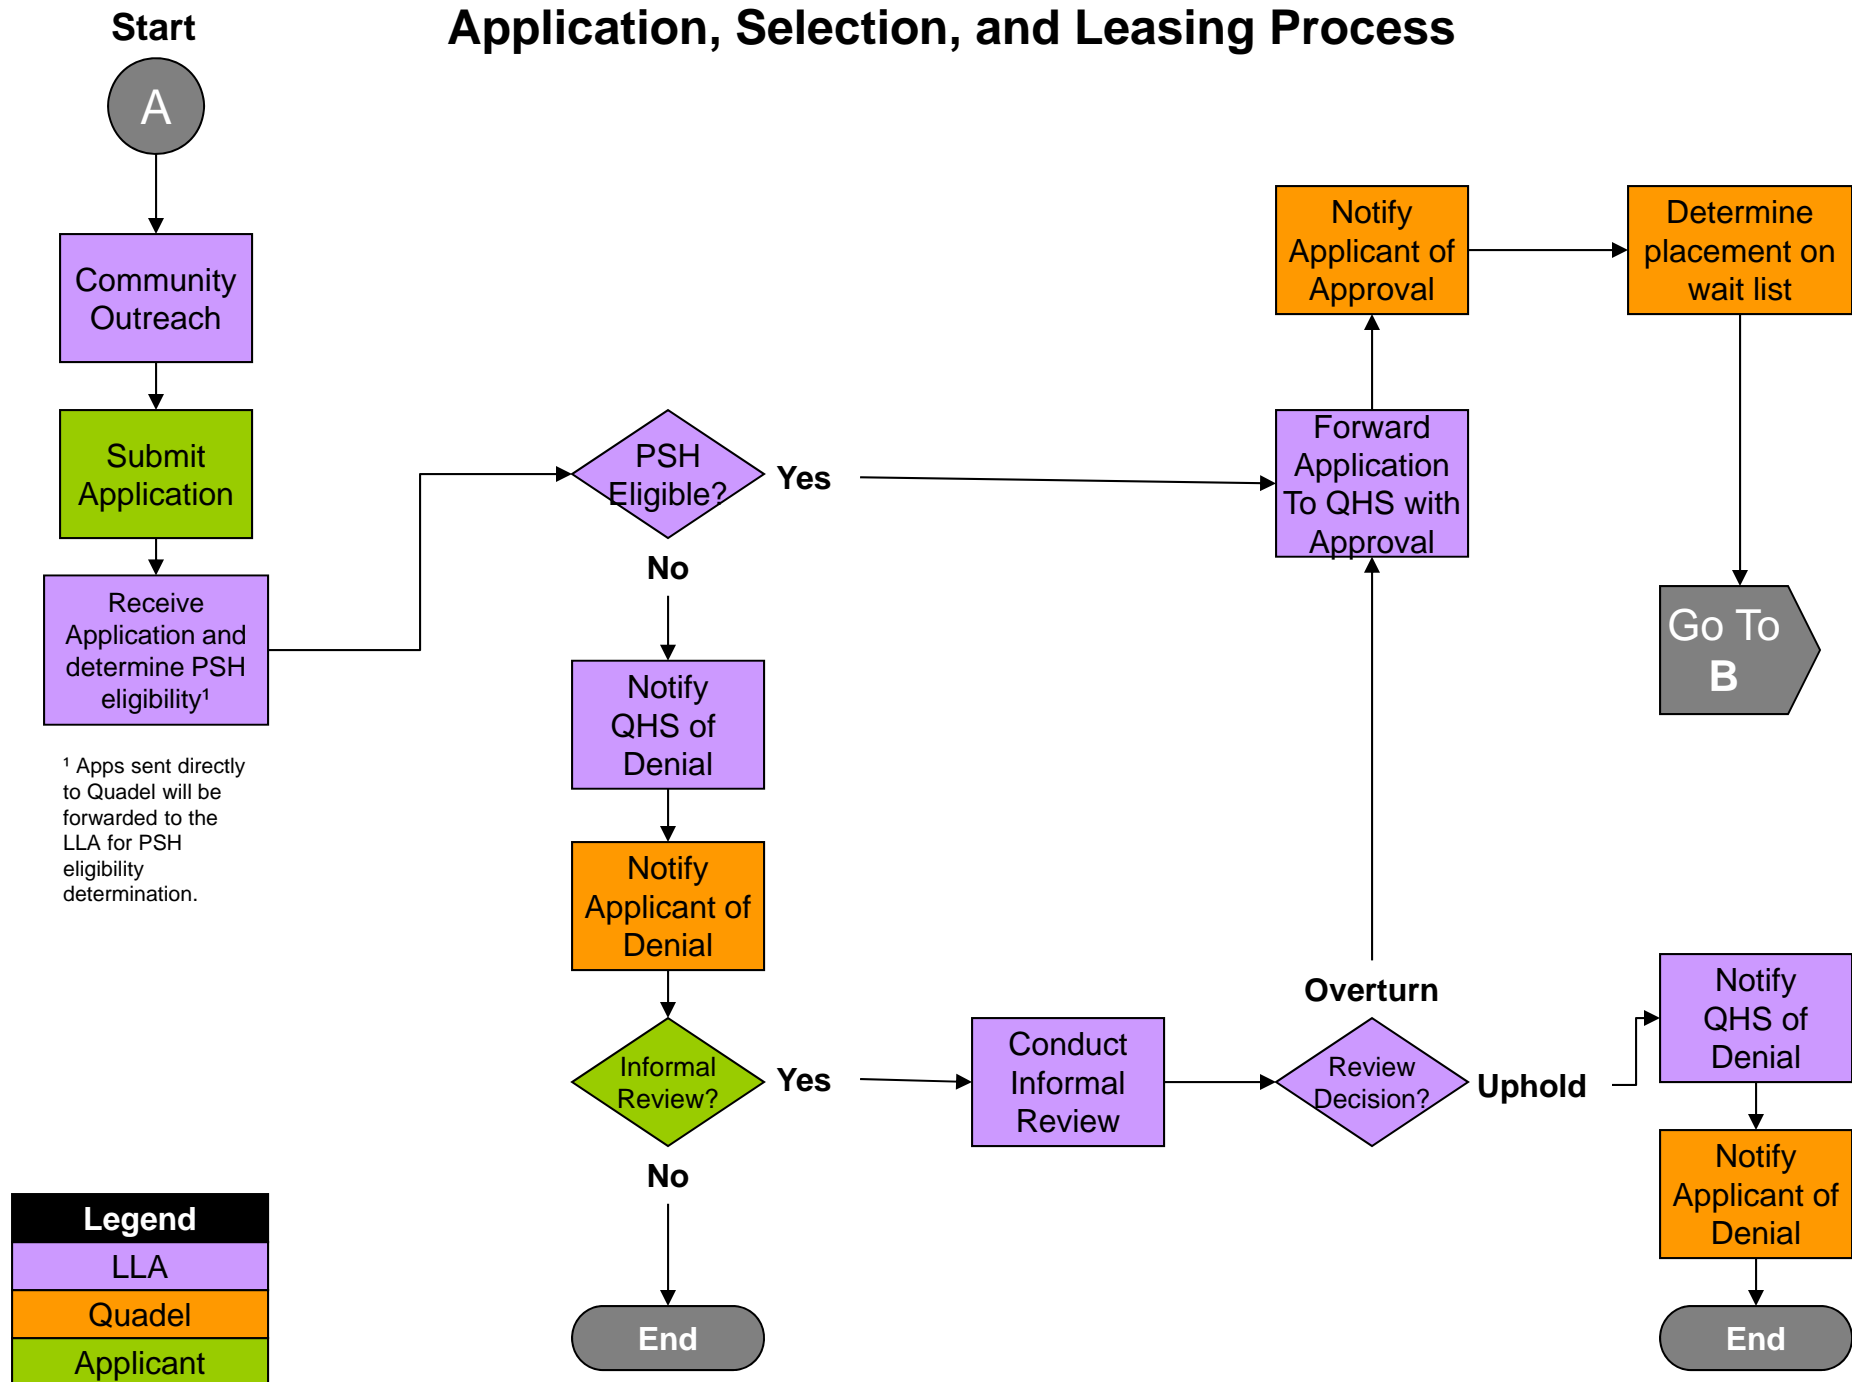 Start
Application, Selection, and Leasing Process
A
Community
Outreach
Submit
Application
Receive
Application and
determine PSH
eligibility¹
¹ Apps sent directly
to Quadel will be
forwarded to the
LLA for PSH
eligibility
determination.
PSH
Eligible?
Yes
No
Notify
QHS of
Denial
Notify
Applicant of
Denial
Informal
Review?
Yes
No
End
Conduct
Informal
Review
Review
Decision?
Overturn
Uphold
Forward
Application
To QHS with
Approval
Notify
Applicant of
Approval
Determine
placement on
wait list
Go To
B
Notify
QHS of
Denial
Notify
Applicant of
Denial
End
Legend
LLA
Quadel
Applicant